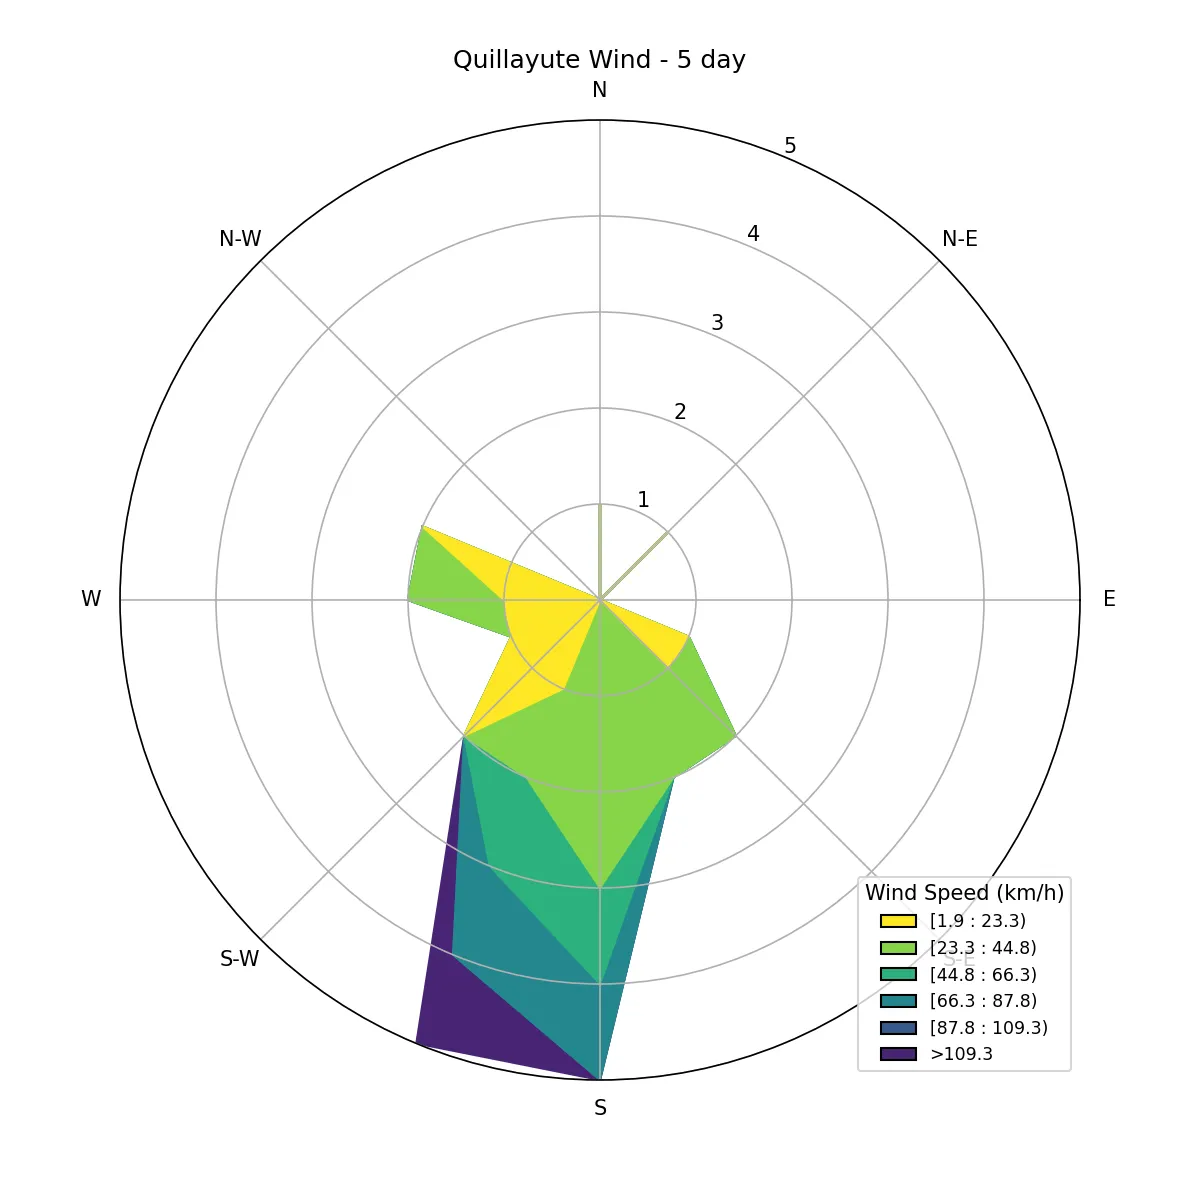 Quillayute Wind - 5 day
N
5
N-W
N-E
4
3
2
1
W
E
S-W
S-E
S
Wind Speed (km/h)
[1.9 : 23.3)
[23.3 : 44.8)
[44.8 : 66.3)
[66.3 : 87.8)
[87.8 : 109.3)
>109.3